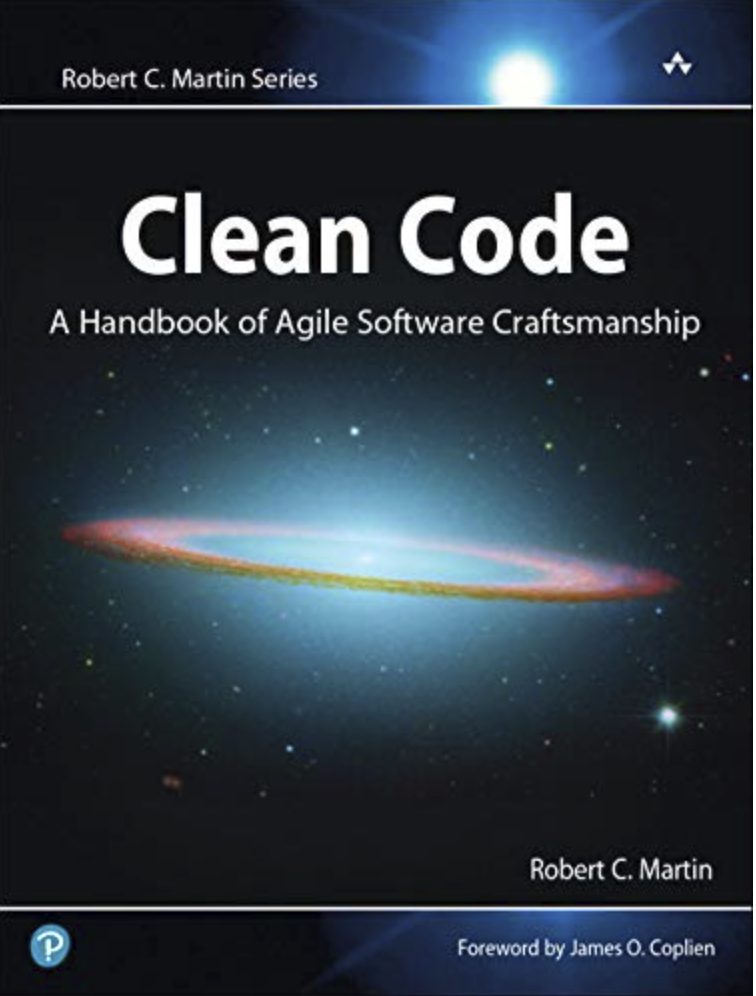 Robert C. Martin Series
Clean Code
A Handbook of Agile Software Craftsmanship
Robert C. Martin
P
Foreword by James O. Coplien